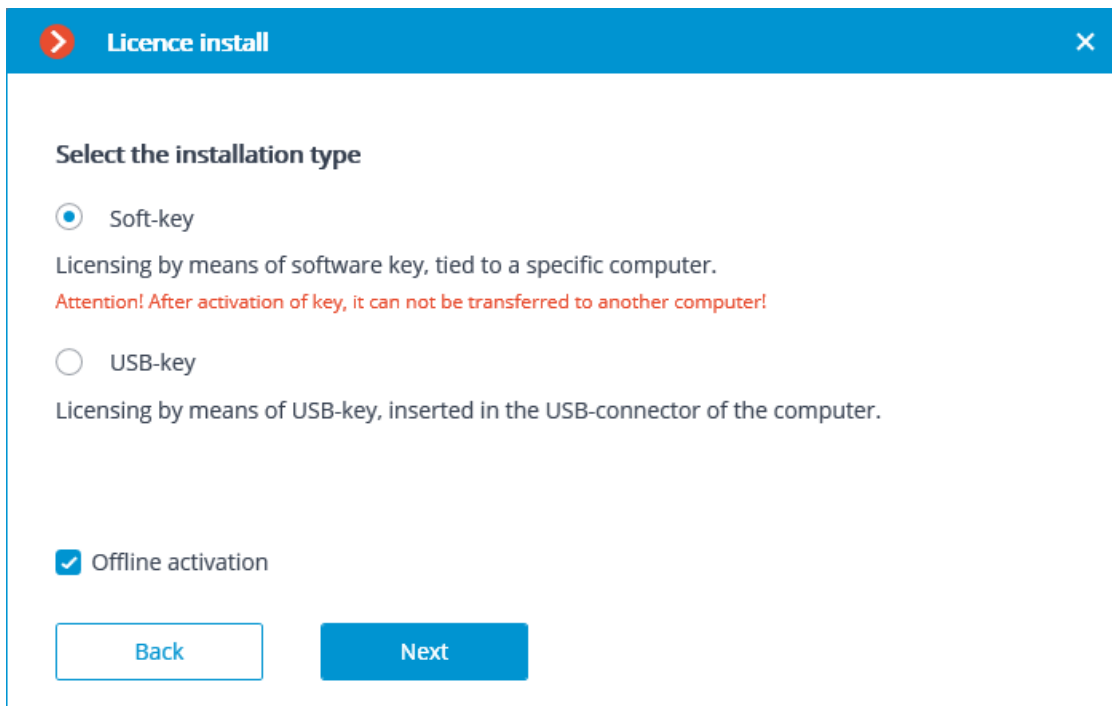 Licence install
Select the installation type
Soft-key
Licensing by means of software key, tied to a specific computer.
Attention! After activation of key, it can not be transferred to another computer!
USB-key
Licensing by means of USB-key, inserted in the USB-connector of the computer.
Offline activation
Back
Next